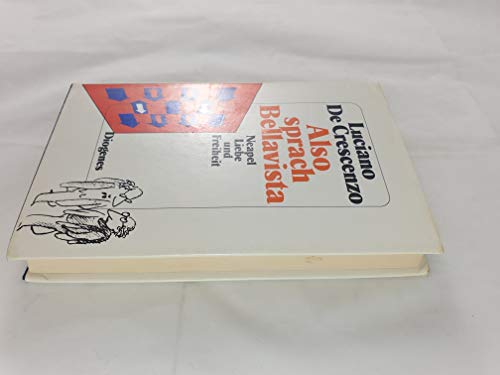 Luciano
De Crescenzo
Also
sprach
Bellavista
Neapel
Liebe
und
Freiheit
Diogenes